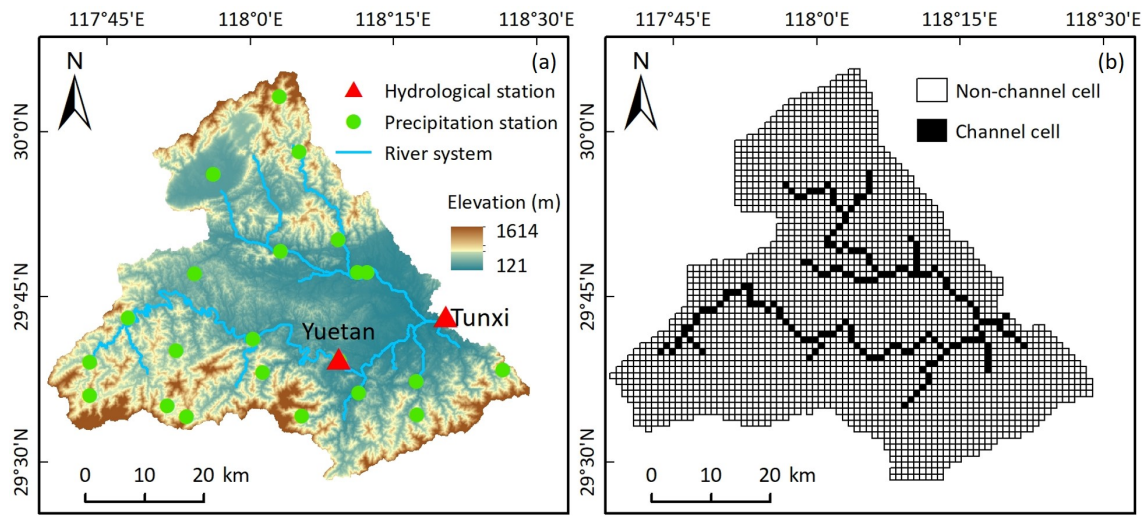 117°45'E 118°0'E 118°15'E 118°30'E
117°45'E 118°0'E 118°15'E 118°30'E
30°0'N
29°45'N
29°30'N
N
(a)
Hydrological station
Precipitation station
River system
Elevation (m)
1614
121
Tunxi
Yuetan
0 10 20 km
30°0'N
29°45'N
29°30'N
N
(b)
Non-channel cell
Channel cell
0 10 20 km